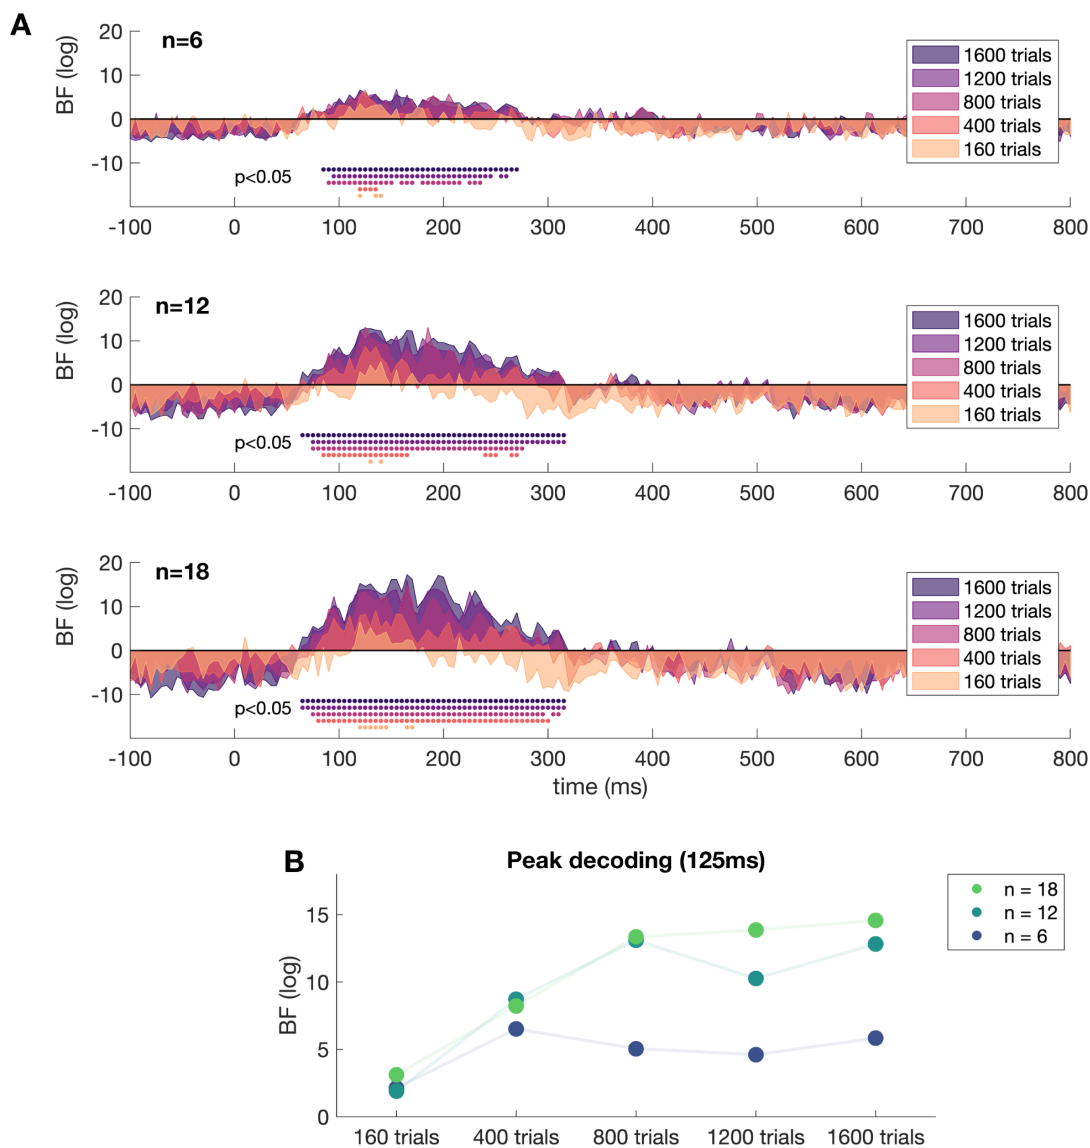 A
n=6
BF (log)
20
10
0
-10
p<0.05
1600 trials
1200 trials
800 trials
400 trials
160 trials
-100 0 100 200 300 400 500 600 700 800
n=12
BF (log)
20
10
0
-10
p<0.05
1600 trials
1200 trials
800 trials
400 trials
160 trials
-100 0 100 200 300 400 500 600 700 800
n=18
BF (log)
20
10
0
-10
p<0.05
1600 trials
1200 trials
800 trials
400 trials
160 trials
-100 0 100 200 300 400 500 600 700 800
time (ms)
B
Peak decoding (125ms)
BF (log)
15
10
5
0
n = 18
n = 12
n = 6
160 trials 400 trials 800 trials 1200 trials 1600 trials